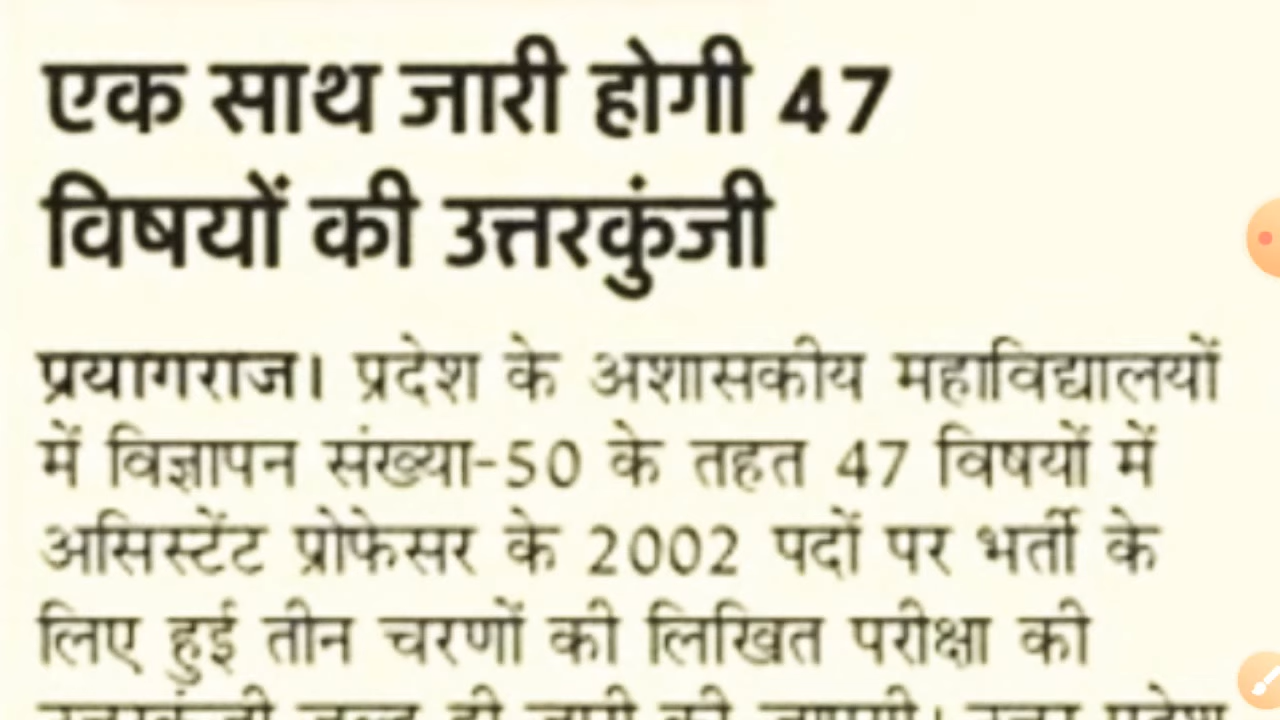 एक साथ जारी होगी 47
विषयों की उत्तरकुंजी
प्रयागराज। प्रदेश के अशासकीय महाविद्यालयों
में विज्ञापन संख्या-50 के तहत 47 विषयों में
असिस्टेंट प्रोफेसर के 2002 पदों पर भर्ती के
लिए हुई तीन चरणों की लिखित परीक्षा की